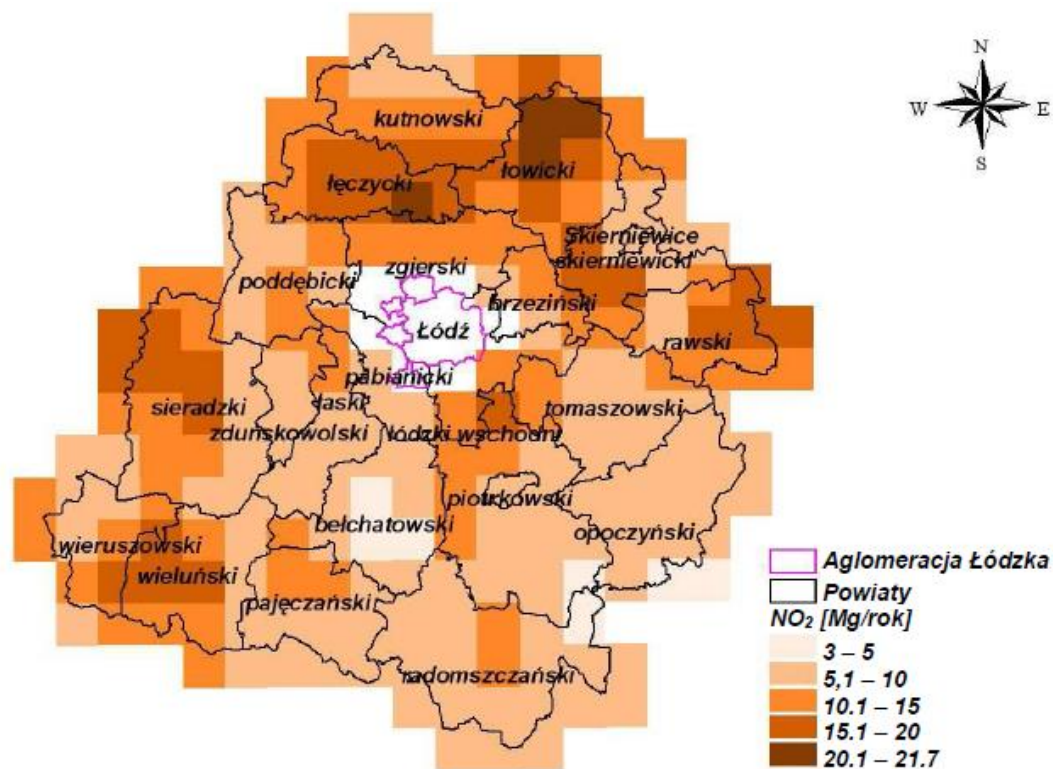 N
W E
S
kutnowski
łęczycki
łowicki
Skierniewice
skierniewicki
zgierski
poddębicki
brzeziński
Łódź
rawski
pabianicki
łaski
sieradzki
tomaszowski
zduńskowolski
łódzki wschodni
piotrkowski
bełchatowski
opoczyński
wieruszowski
wieluński
pajęczański
radomszczański
Aglomeracja Łódzka
Powiaty
NO₂ [Mg/rok]
3 – 5
5,1 – 10
10.1 – 15
15.1 – 20
20.1 – 21.7